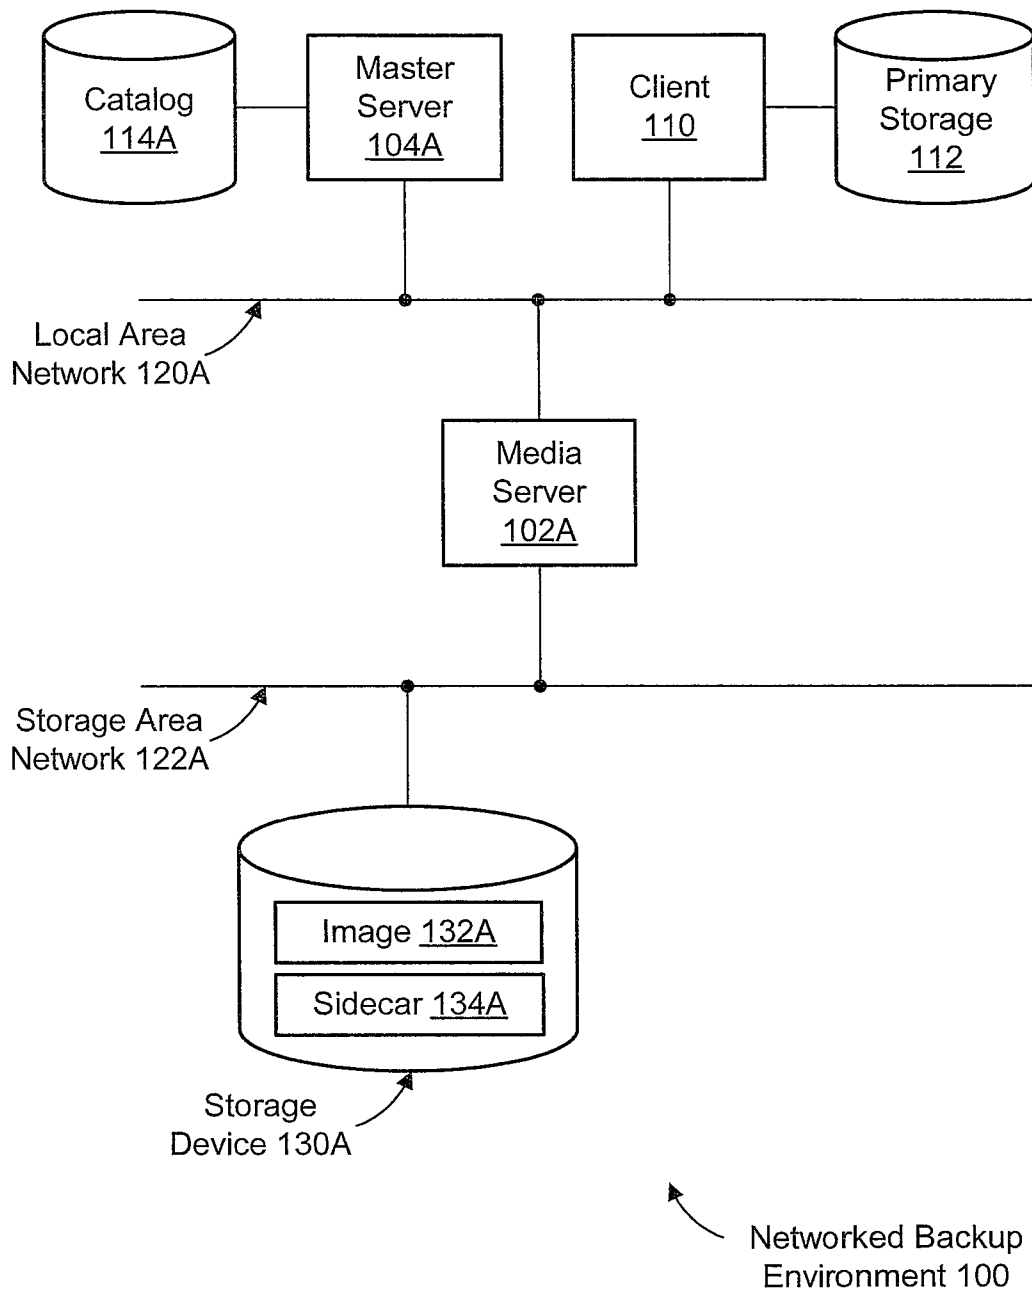 Catalog
114A
Master
Server
104A
Client
110
Primary
Storage
112
Local Area
Network 120A
Media
Server
102A
Storage Area
Network 122A
Image 132A
Sidecar 134A
Storage
Device 130A
Networked Backup
Environment 100